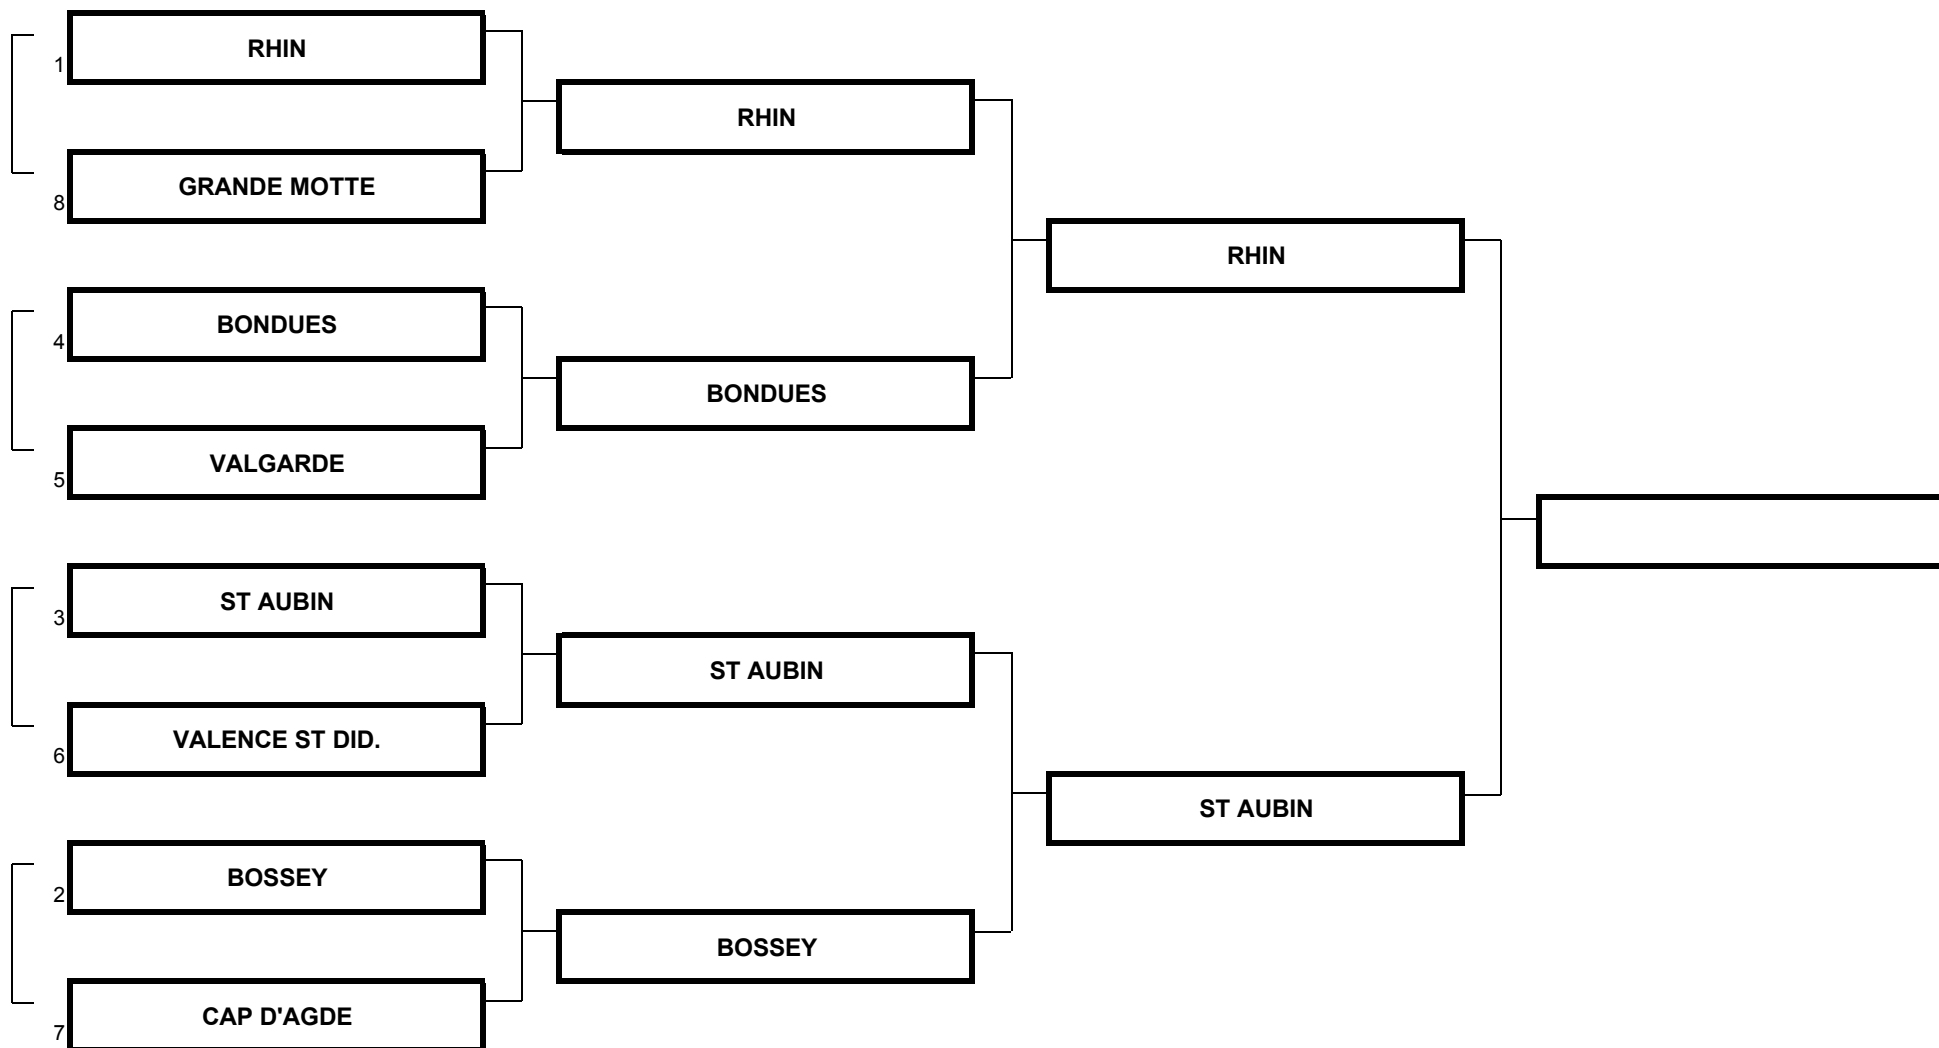 RHIN
1
RHIN
GRANDE MOTTE
8
RHIN
BONDUES
4
BONDUES
VALGARDE
5
ST AUBIN
3
ST AUBIN
VALENCE ST DID.
6
ST AUBIN
BOSSEY
2
BOSSEY
CAP D'AGDE
7